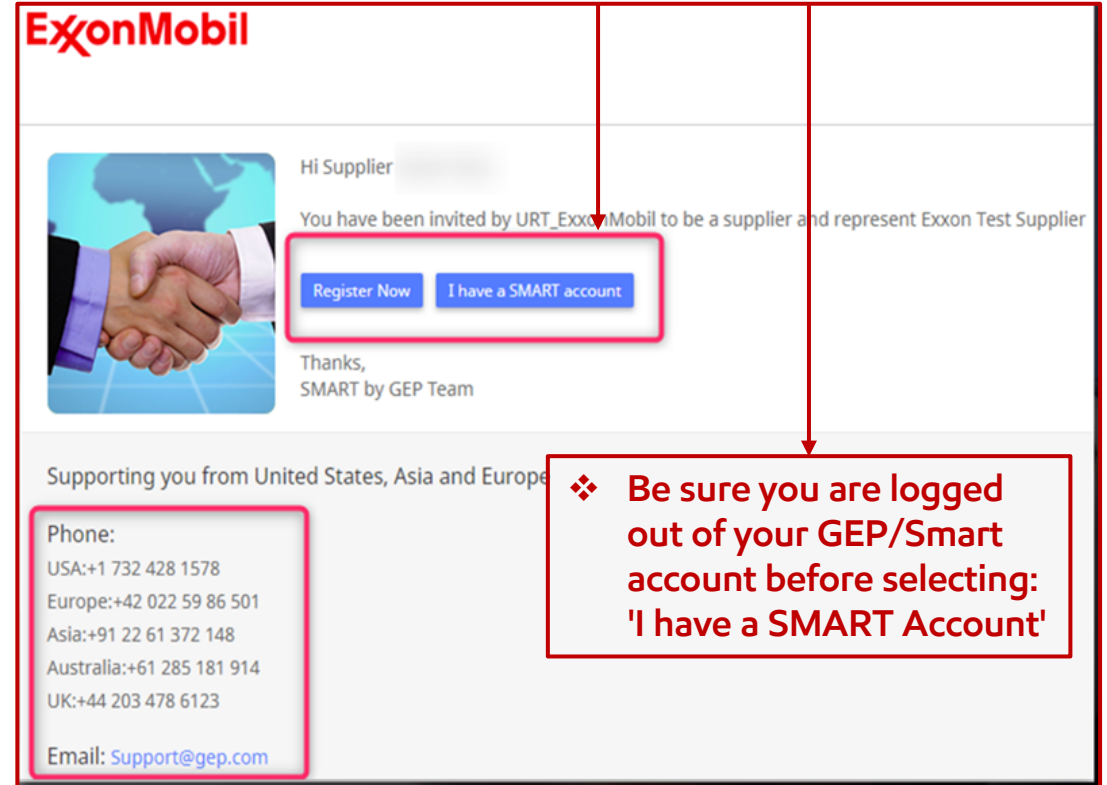 ExxonMobil
Hi Supplier
You have been invited by URT_ExxonMobil to be a supplier and represent Exxon Test Supplier
Register Now
I have a SMART account
Thanks,
SMART by GEP Team
Supporting you from United States, Asia and Europe
Phone:
USA:+1 732 428 1578
Europe:+42 022 59 86 501
Asia:+91 22 61 372 148
Australia:+61 285 181 914
UK:+44 203 478 6123
Email: Support@gep.com
❖ Be sure you are logged
out of your GEP/Smart
account before selecting:
'I have a SMART Account'